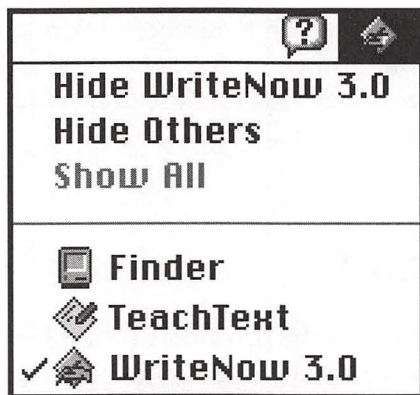 ?
Hide WriteNow 3.0
Hide Others
Show All
Finder
TeachText
WriteNow 3.0